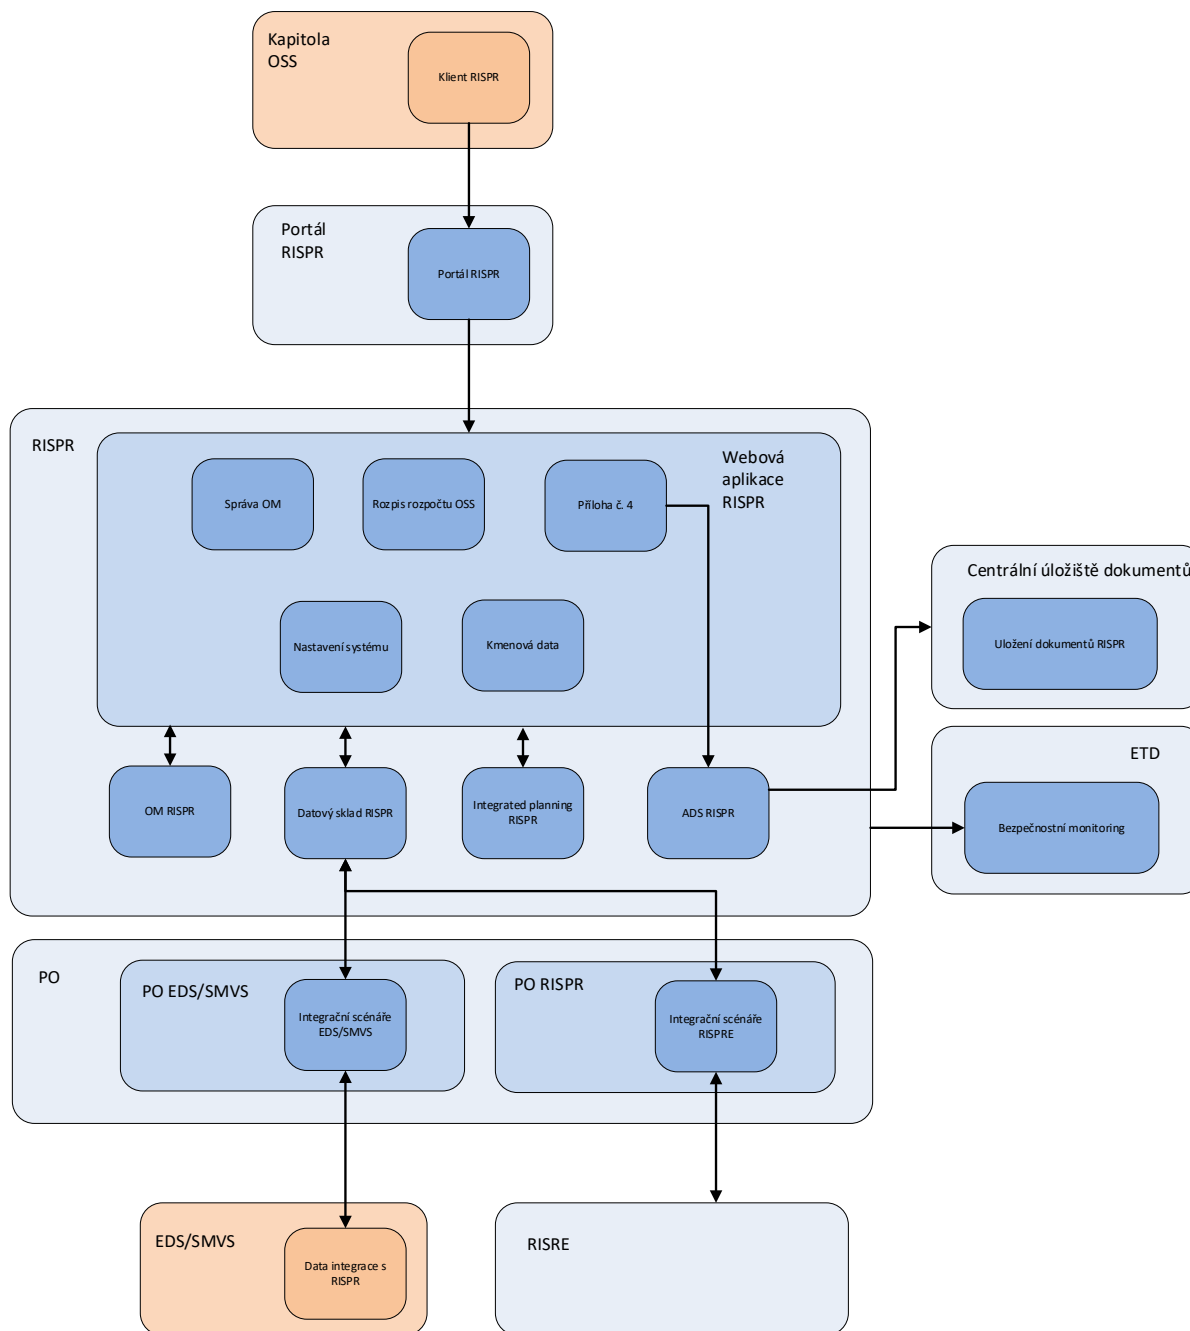 Kapitola
OSS
Klient RISPR
Portál
RISPR
Portál RISPR
RISPR
Webová
aplikace
RISPR
Správa OM
Rozpis rozpočtu OSS
Příloha č. 4
Nastavení systému
Kmenová data
Centrální úložiště dokumentů
Uložení dokumentů RISPR
ETD
Bezpečnostní monitoring
OM RISPR
Datový sklad RISPR
Integrated planning
RISPR
ADS RISPR
PO
PO EDS/SMVS
Integrační scénáře
EDS/SMVS
PO RISPR
Integrační scénáře
RISPRE
EDS/SMVS
Data integrace s
RISPR
RISRE